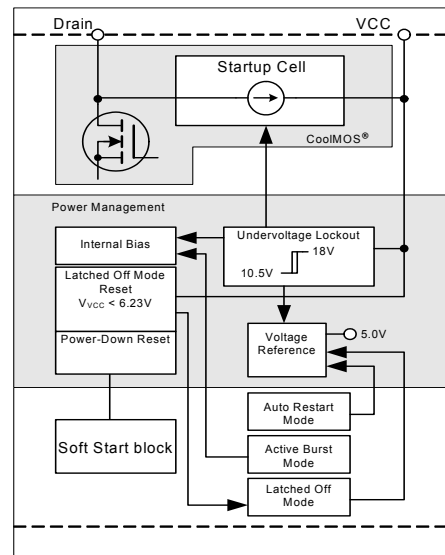 Drain
VCC
Startup Cell
CoolMOS®
Power Management
Internal Bias
Undervoltage Lockout
18V
10.5V
Latched Off Mode
Reset
VVCC < 6.23V
Power-Down Reset
Voltage
Reference
5.0V
Auto Restart
Mode
Soft Start block
Active Burst
Mode
Latched Off
Mode